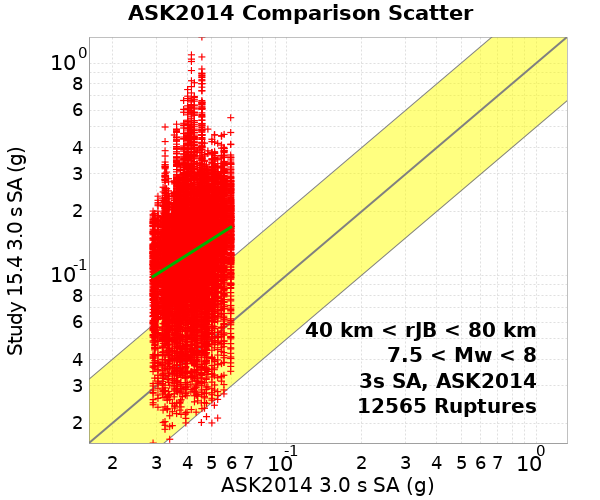 ASK2014 Comparison Scatter
Study 15.4 3.0 s SA (g)
10⁰
8
6
4
3
2
10⁻¹
8
6
4
3
2
40 km < rJB < 80 km
7.5 < Mw < 8
3s SA, ASK2014
12565 Ruptures
2 3 4 5 6 7 10⁻¹ 2 3 4 5 6 7 10⁰
ASK2014 3.0 s SA (g)